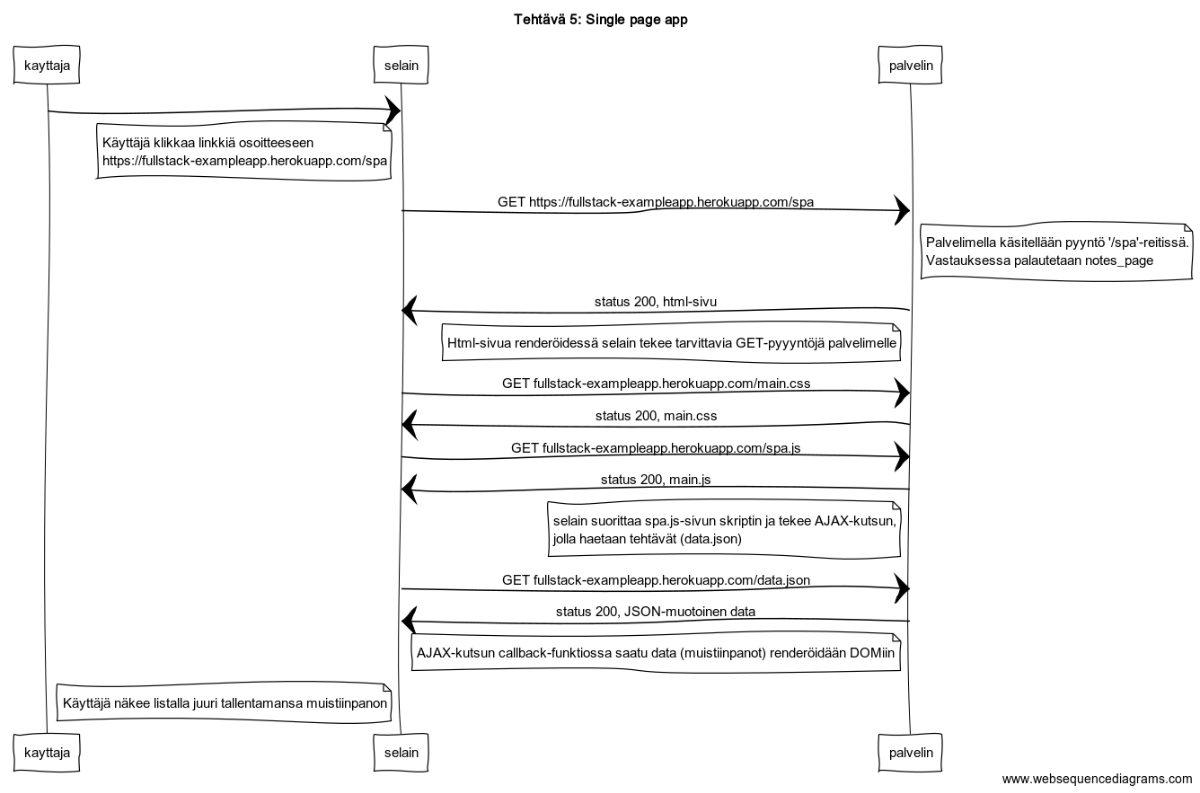 Tehtävä 5: Single page app
kayttaja
selain
palvelin
Käyttäjä klikkaa linkkiä osoitteeseen
https://fullstack-exampleapp.herokuapp.com/spa
GET https://fullstack-exampleapp.herokuapp.com/spa
Palvelimella käsitellään pyyntö '/spa'-reitissä.
Vastauksessa palautetaan notes_page
status 200, html-sivu
Html-sivua renderöidessä selain tekee tarvittavia GET-pyyyntöjä palvelimelle
GET fullstack-exampleapp.herokuapp.com/main.css
status 200, main.css
GET fullstack-exampleapp.herokuapp.com/spa.js
status 200, main.js
selain suorittaa spa.js-sivun skriptin ja tekee AJAX-kutsun,
jolla haetaan tehtävät (data.json)
GET fullstack-exampleapp.herokuapp.com/data.json
status 200, JSON-muotoinen data
AJAX-kutsun callback-funktiossa saatu data (muistiinpanot) renderöidään DOMiin
Käyttäjä näkee listalla juuri tallentamansa muistiinpanon
kayttaja
selain
palvelin
www.websequencediagrams.com